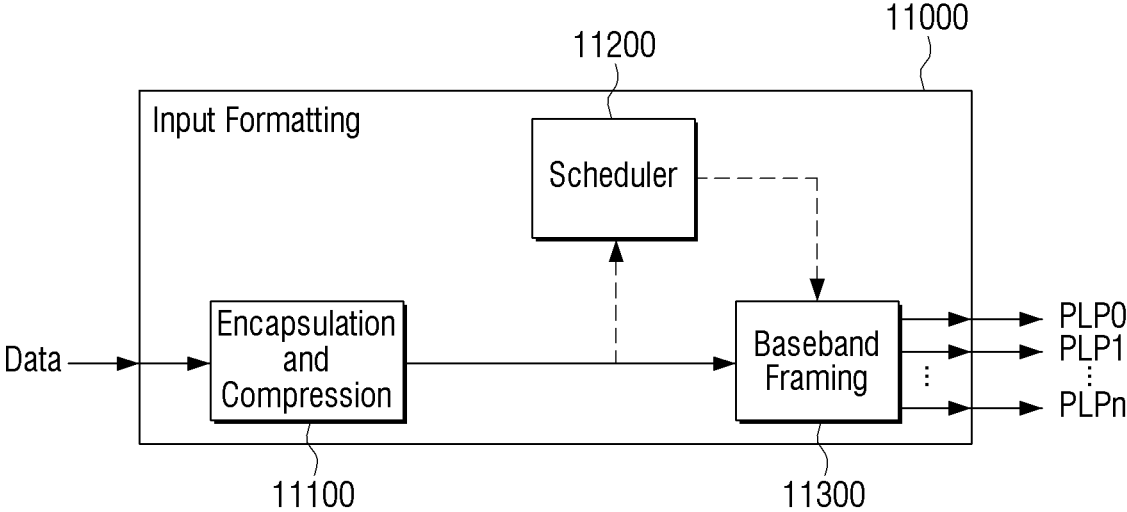 11000
11200
Input Formatting
Scheduler
Encapsulation
and
Compression
Baseband
Framing
Data
PLP0
PLP1
⋮
⋮
PLPn
11100
11300